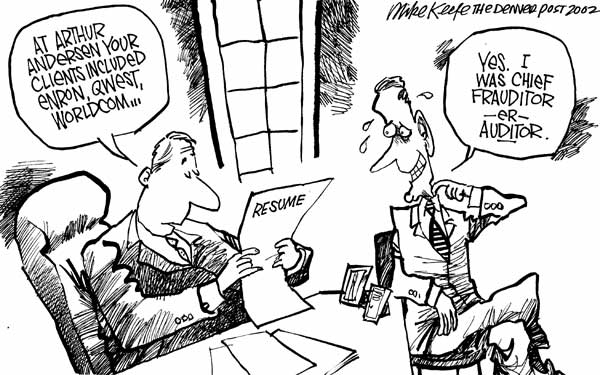 Mike Keefe THE DENVER POST 2002
AT ARTHUR
ANDERSEN YOUR
CLIENTS INCLUDED
ENRON, QWEST,
WORLDCOM...
YES. I
WAS CHIEF
FRAUDITOR
—ER—
AUDITOR.
RESUME